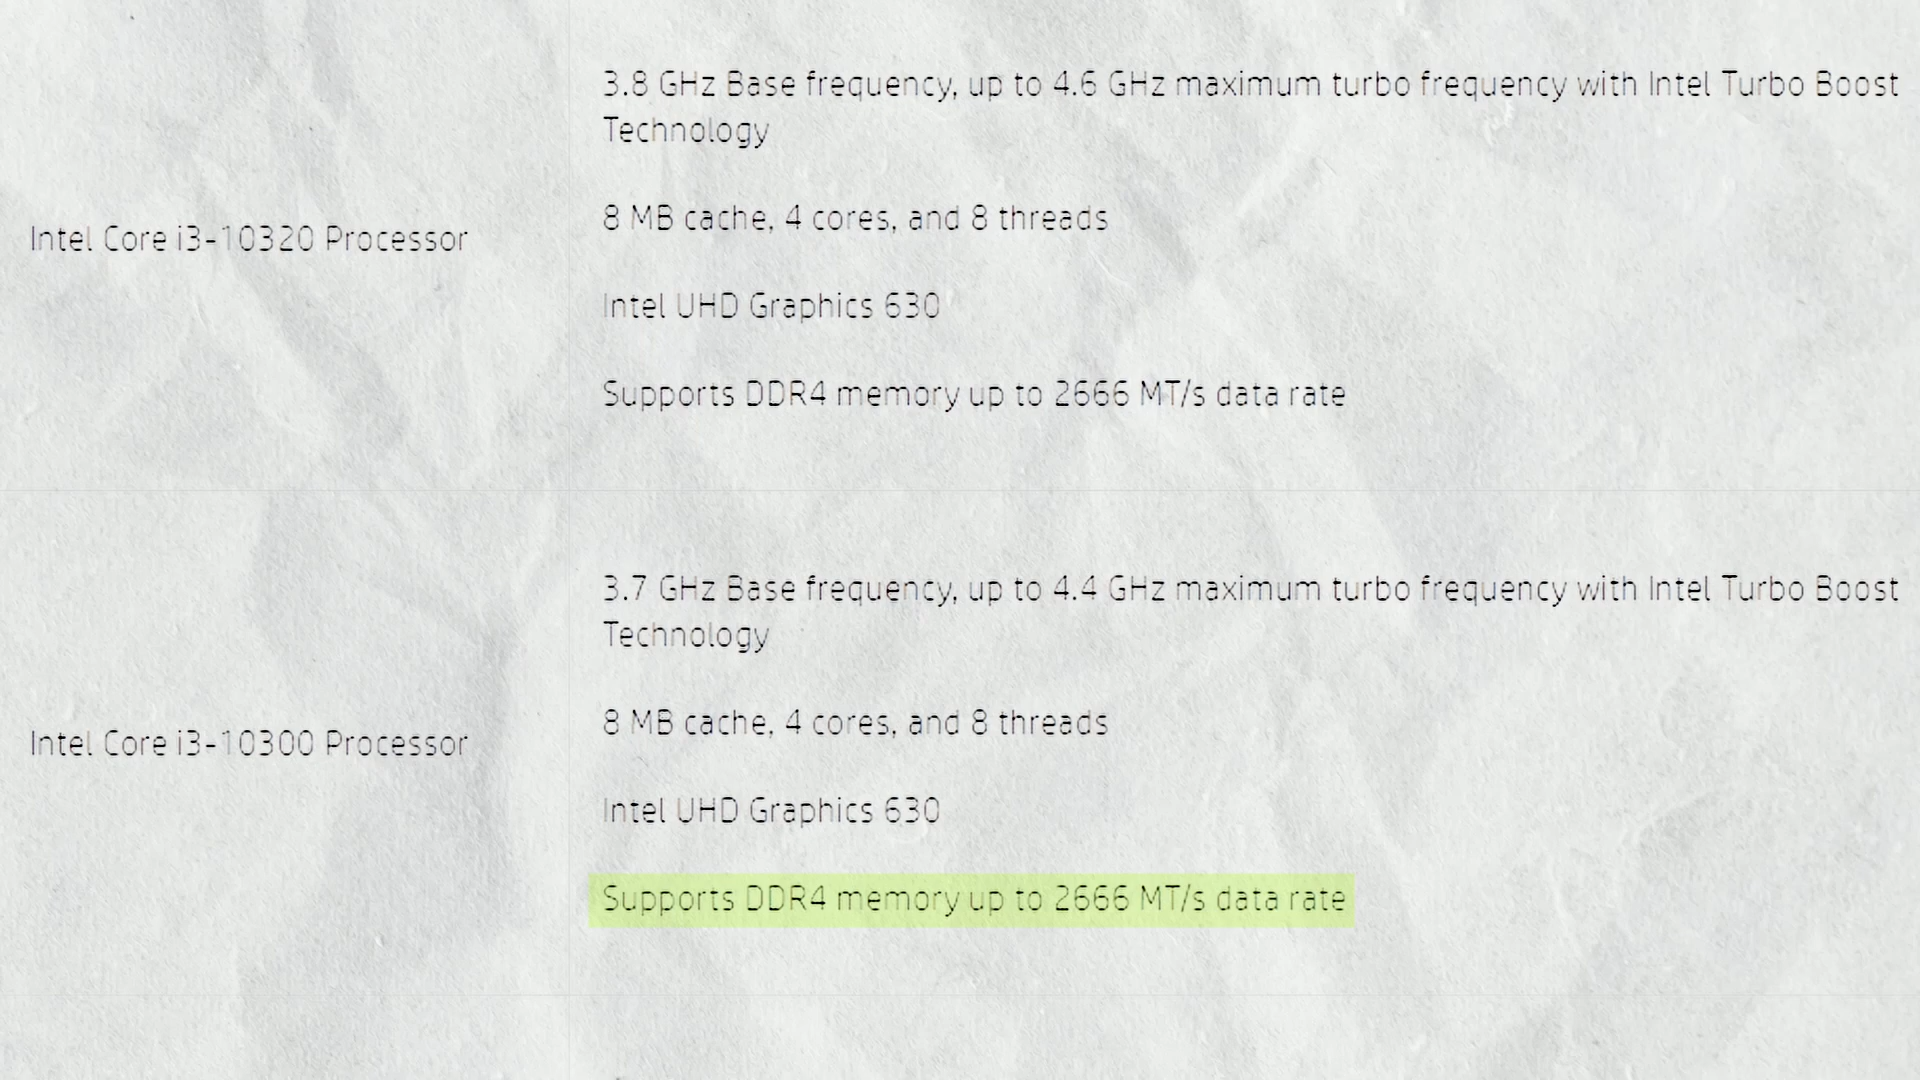 3.8 GHz Base frequency, up to 4.6 GHz maximum turbo frequency with Intel Turbo Boost
Technology
8 MB cache, 4 cores, and 8 threads
Intel Core i3-10320 Processor
Intel UHD Graphics 630
Supports DDR4 memory up to 2666 MT/s data rate
3.7 GHz Base frequency, up to 4.4 GHz maximum turbo frequency with Intel Turbo Boost
Technology
8 MB cache, 4 cores, and 8 threads
Intel Core i3-10300 Processor
Intel UHD Graphics 630
Supports DDR4 memory up to 2666 MT/s data rate